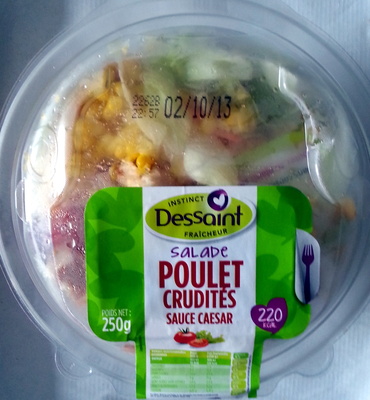 22628
22:57 02/10/13
INSTINCT
Dessaint
FRAÎCHEUR
SALADE
POULET
CRUDITÉS
SAUCE CAESAR
POIDS NET :
250g
220
KCAL